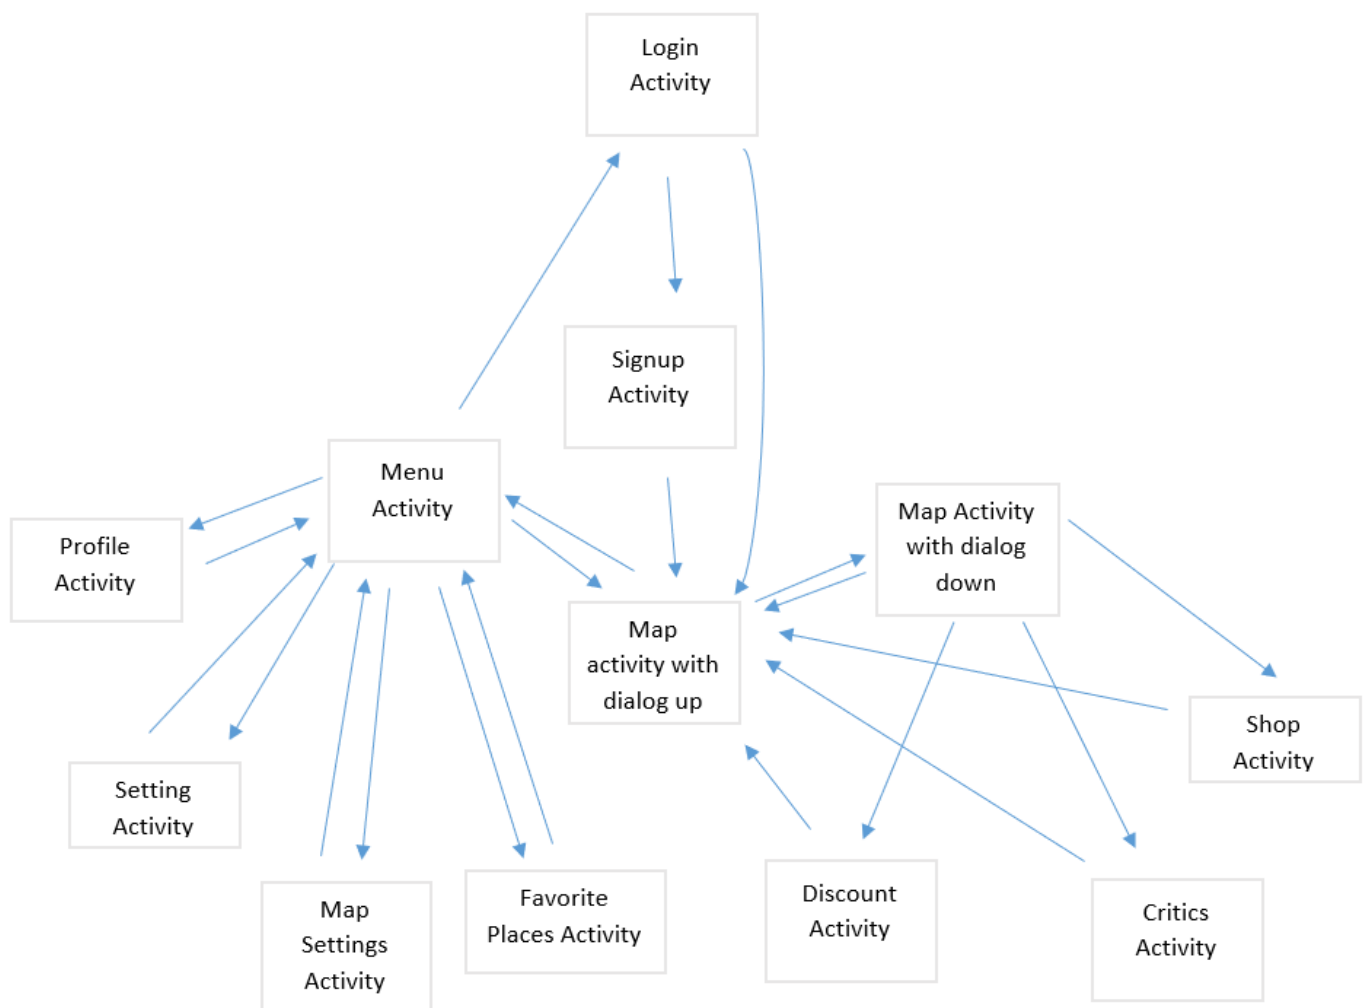 Login
Activity
Signup
Activity
Menu
Activity
Map Activity
with dialog
down
Profile
Activity
Map
activity with
dialog up
Shop
Activity
Setting
Activity
Map
Settings
Activity
Favorite
Places Activity
Discount
Activity
Critics
Activity